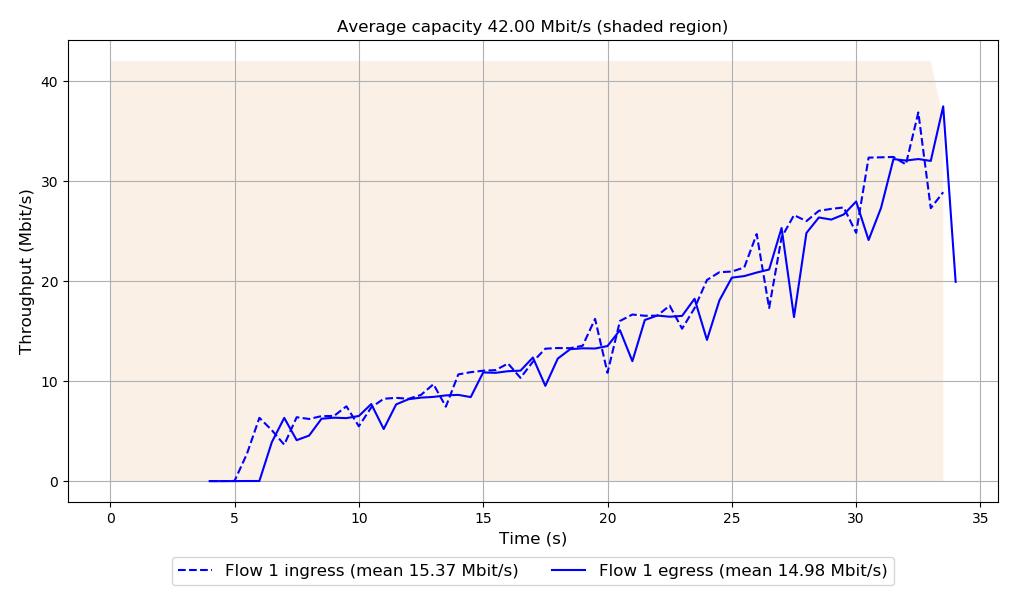 Average capacity 42.00 Mbit/s (shaded region)
Throughput (Mbit/s)
40
30
20
10
0
0 5 10 15 20 25 30 35
Time (s)
Flow 1 ingress (mean 15.37 Mbit/s) Flow 1 egress (mean 14.98 Mbit/s)